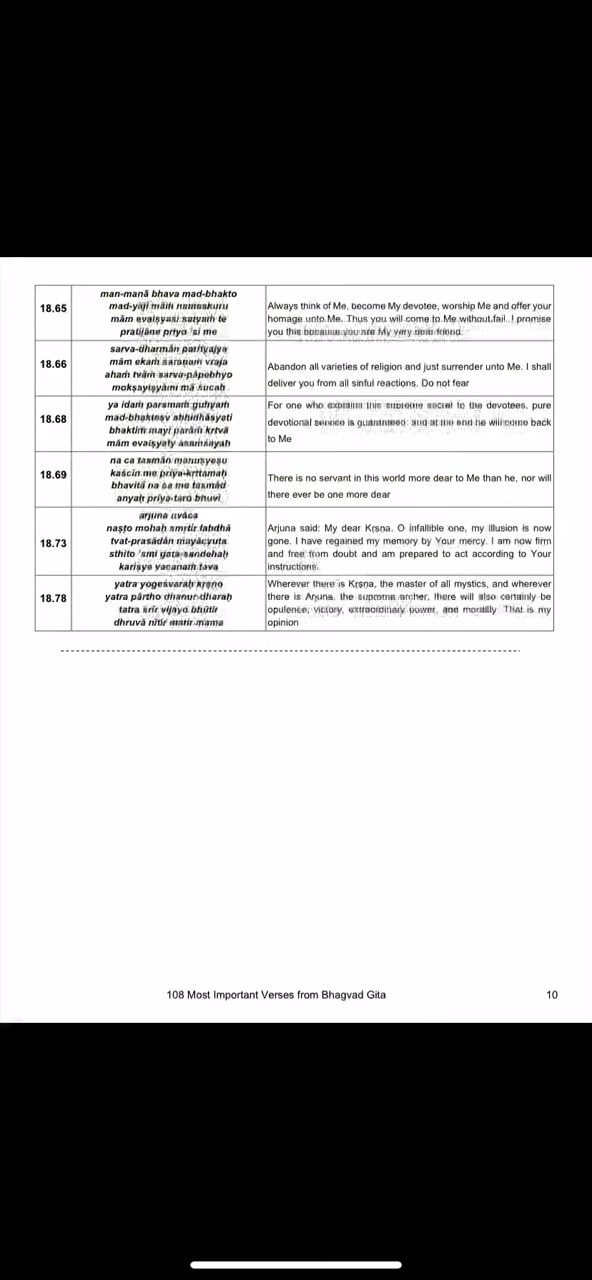 18.65
man-manā bhava mad-bhakto
mad-yājī māṁ namaskuru
mām evaiṣyasi satyaṁ te
pratijāne priyo 'si me
Always think of Me, become My devotee, worship Me and offer your
homage unto Me. Thus you will come to Me without fail. I promise
you this because you are My very dear friend.
18.66
sarva-dharmān parityajya
mām ekaṁ śaraṇaṁ vraja
ahaṁ tvāṁ sarva-pāpebhyo
mokṣayiṣyāmi mā śucaḥ
Abandon all varieties of religion and just surrender unto Me. I shall
deliver you from all sinful reactions. Do not fear
18.68
ya idaṁ paramaṁ guhyaṁ
mad-bhakteṣv abhidhāsyati
bhaktiṁ mayi parāṁ kṛtvā
mām evaiṣyaty asaṁśayaḥ
For one who explains this supreme secret to the devotees, pure
devotional service is guaranteed, and at the end he will come back
to Me
18.69
na ca tasmān manuṣyeṣu
kaścin me priya-kṛttamaḥ
bhavitā na ca me tasmād
anyaḥ priya-taro bhuvi
There is no servant in this world more dear to Me than he, nor will
there ever be one more dear
18.73
arjuna uvāca
naṣṭo mohaḥ smṛtir labdhā
tvat-prasādān mayācyuta
sthito 'smi gata-sandehaḥ
kariṣye vacanaṁ tava
Arjuna said: My dear Kṛṣṇa, O infallible one, my illusion is now
gone. I have regained my memory by Your mercy. I am now firm
and free from doubt and am prepared to act according to Your
instructions.
18.78
yatra yogeśvaraḥ kṛṣṇo
yatra pārtho dhanur-dharaḥ
tatra śrīr vijayo bhūtir
dhruvā nītir matir mama
Wherever there is Kṛṣṇa, the master of all mystics, and wherever
there is Arjuna, the supreme archer, there will also certainly be
opulence, victory, extraordinary power, and morality. That is my
opinion
108 Most Important Verses from Bhagvad Gita
10